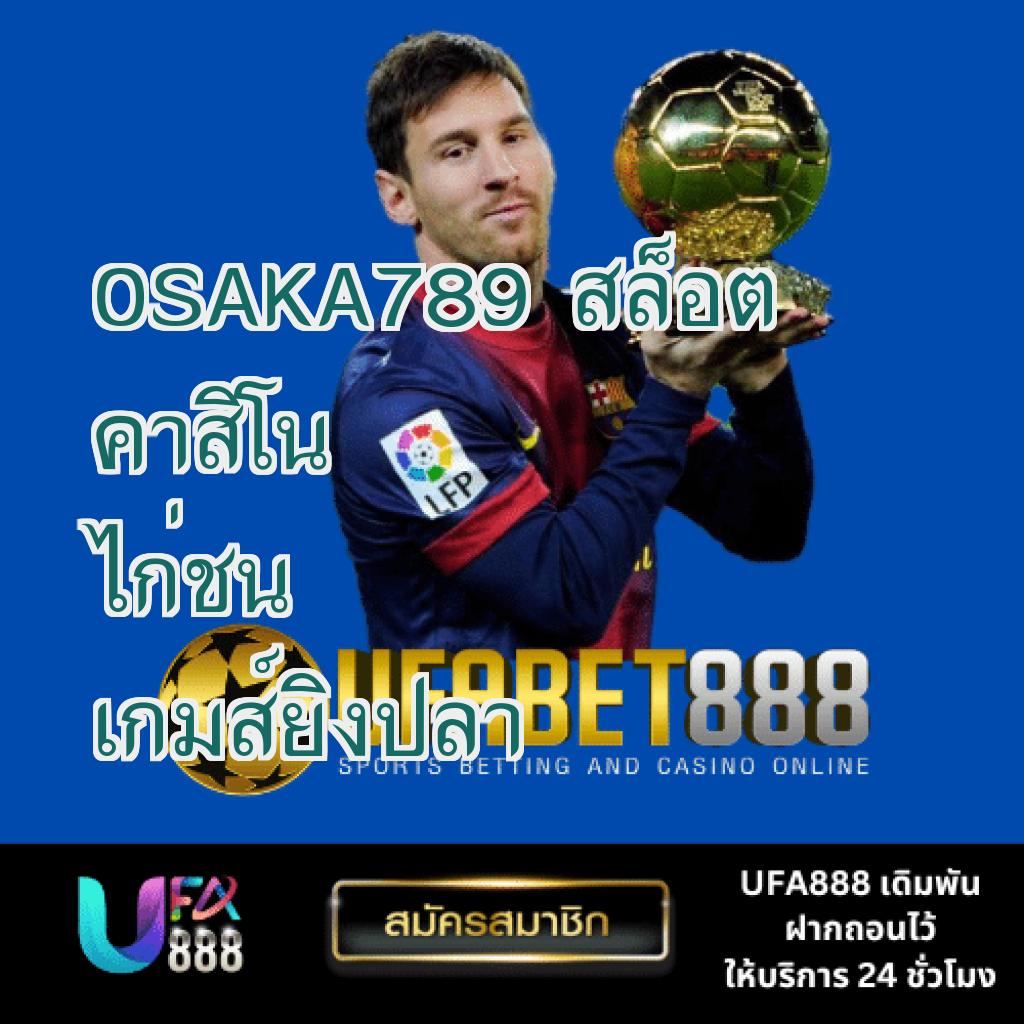 OSAKA789 สล็อต
คาสิโน
ไก่ชน
เกมส์ยิงปลา
LFP
UFABET888
SPORTS BETTING AND CASINO ONLINE
UFA
888
สมัครสมาชิก
UFA888 เดิมพัน
ฝากถอนไว้
ให้บริการ 24 ชั่วโมง